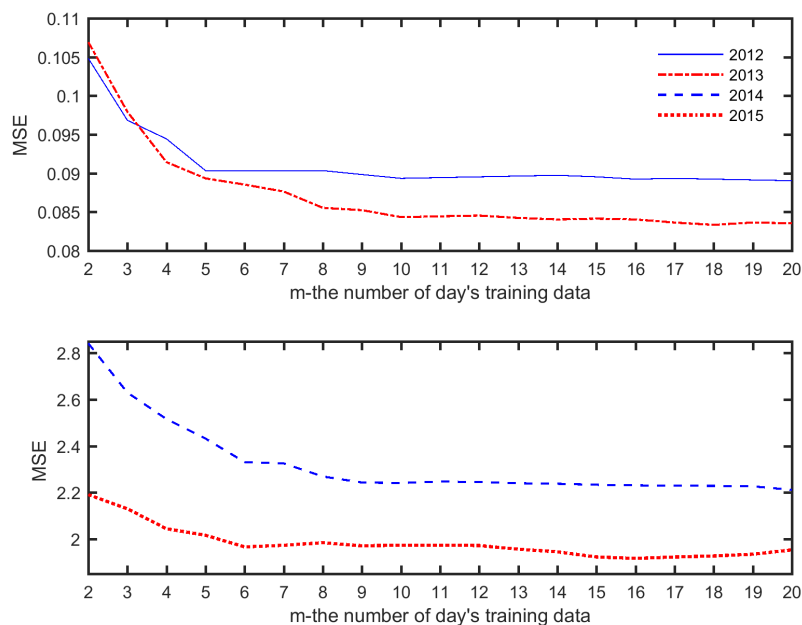 0.11
0.105
0.1
0.095
0.09
0.085
0.08
MSE
2012
2013
2014
2015
2 3 4 5 6 7 8 9 10 11 12 13 14 15 16 17 18 19 20
m-the number of day's training data
2.8
2.6
2.4
2.2
2
MSE
2 3 4 5 6 7 8 9 10 11 12 13 14 15 16 17 18 19 20
m-the number of day's training data